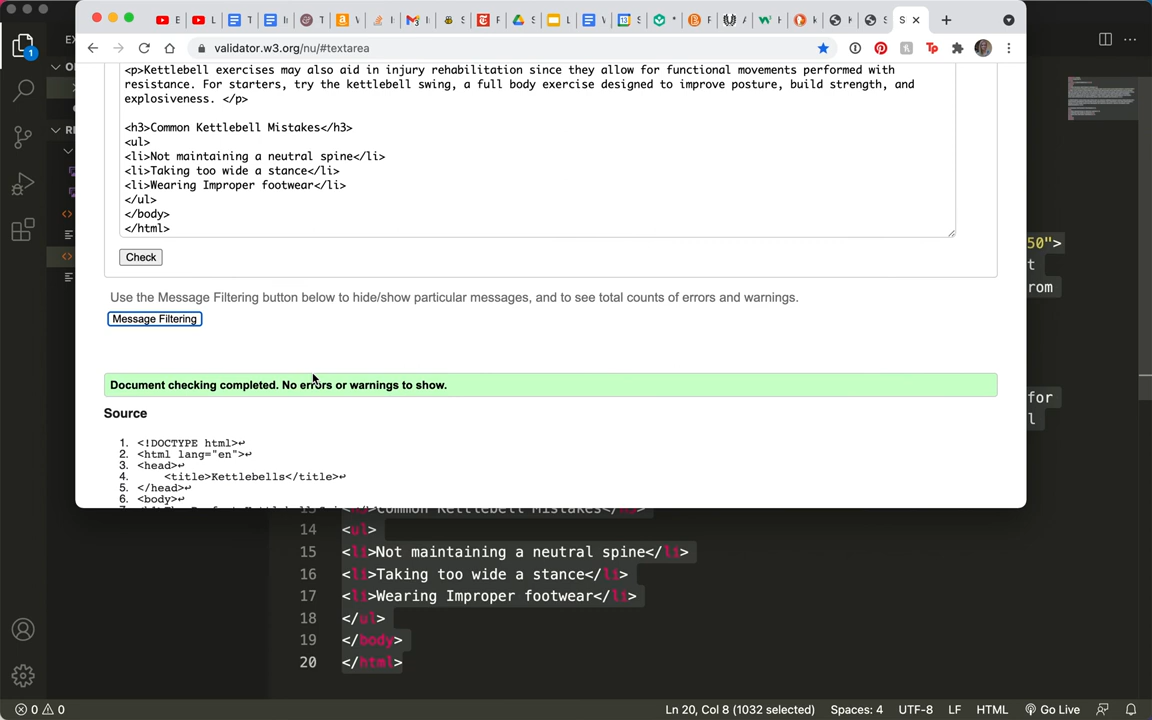 validator.w3.org/nu/#textarea
<p>Kettlebell exercises may also aid in injury rehabilitation since they allow for functional movements performed with
resistance. For starters, try the kettlebell swing, a full body exercise designed to improve posture, build strength, and
explosiveness. </p>
<h3>Common Kettlebell Mistakes</h3>
<ul>
<li>Not maintaining a neutral spine</li>
<li>Taking too wide a stance</li>
<li>Wearing Improper footwear</li>
</ul>
</body>
</html>
Check
Use the Message Filtering button below to hide/show particular messages, and to see total counts of errors and warnings.
Message Filtering
Document checking completed. No errors or warnings to show.
Source
1. <!DOCTYPE html>↩
2. <html lang="en">↩
3. <head>↩
4. <title>Kettlebells</title>↩
5. </head>↩
6. <body>↩
50">
t
rom
for
l
14 <ul>
15 <li>Not maintaining a neutral spine</li>
16 <li>Taking too wide a stance</li>
17 <li>Wearing Improper footwear</li>
18 </ul>
19 </body>
20 </html>
0 0
Ln 20, Col 8 (1032 selected) Spaces: 4 UTF-8 LF HTML Go Live